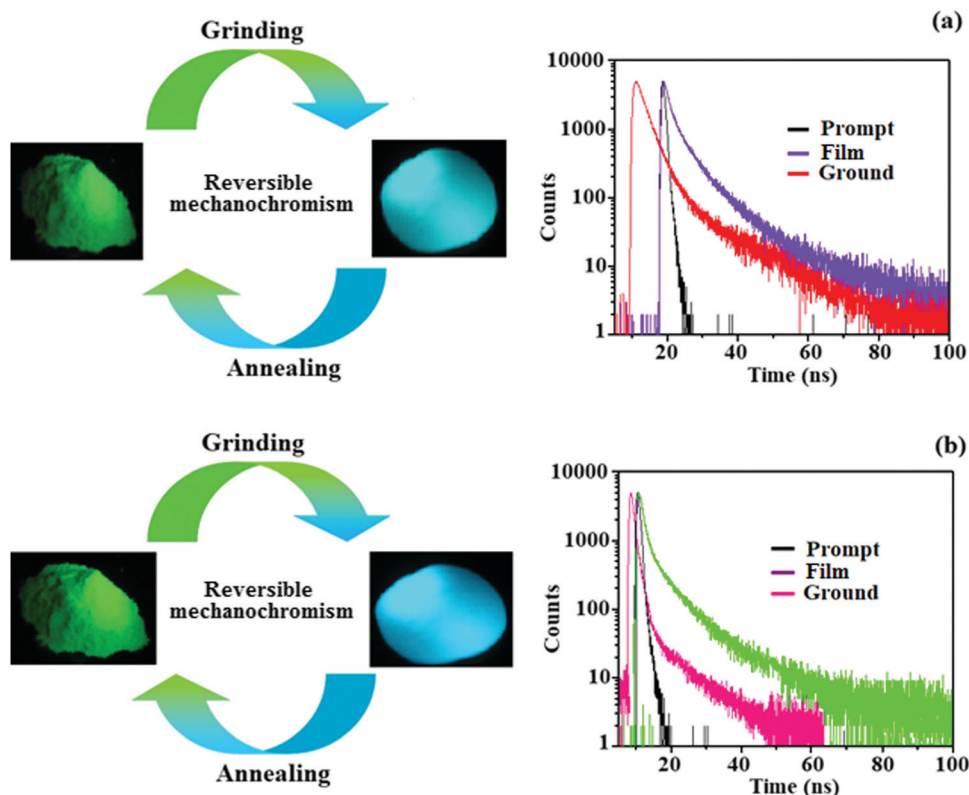 (a)
Grinding
Reversible
mechanochromism
Annealing
10000
1000
100
10
1
Counts
Prompt
Film
Ground
20
40
60
80
100
Time (ns)
(b)
Grinding
Reversible
mechanochromism
Annealing
10000
1000
100
10
1
Counts
Prompt
Film
Ground
20
40
60
80
100
Time (ns)